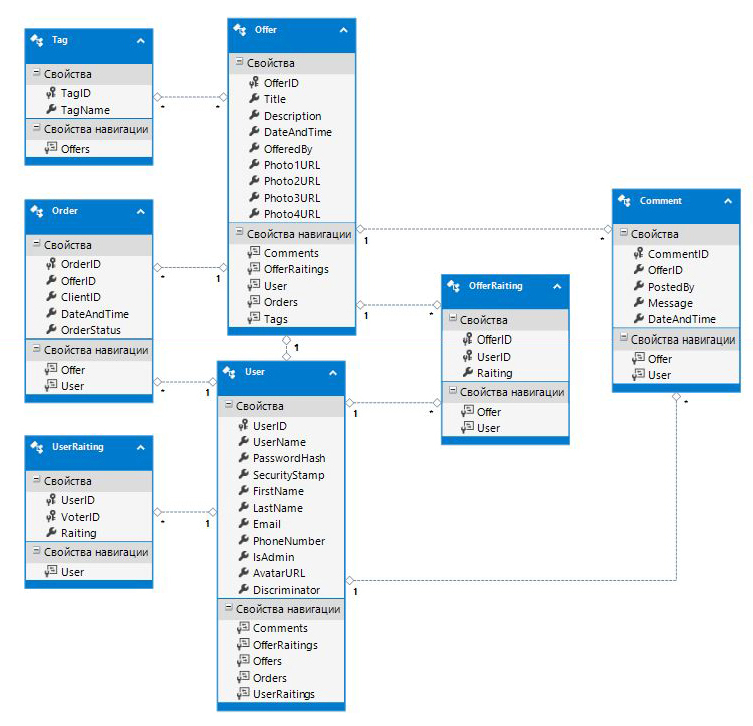 Tag
Свойства
TagID
TagName
Свойства навигации
Offers
*
*
Offer
Свойства
OfferID
Title
Description
DateAndTime
OfferedBy
Photo1URL
Photo2URL
Photo3URL
Photo4URL
Свойства навигации
Comments
OfferRaitings
User
Orders
Tags
Order
Свойства
OrderID
OfferID
ClientID
DateAndTime
OrderStatus
Свойства навигации
Offer
User
*
1
*
1
1
*
1
*
1
Comment
Свойства
CommentID
OfferID
PostedBy
Message
DateAndTime
Свойства навигации
Offer
User
*
OfferRaiting
Свойства
OfferID
UserID
Raiting
Свойства навигации
Offer
User
User
Свойства
UserID
UserName
PasswordHash
SecurityStamp
FirstName
LastName
Email
PhoneNumber
IsAdmin
AvatarURL
Discriminator
Свойства навигации
Comments
OfferRaitings
Offers
Orders
UserRaitings
1
*
1
UserRaiting
Свойства
UserID
VoterID
Raiting
Свойства навигации
User
*
1